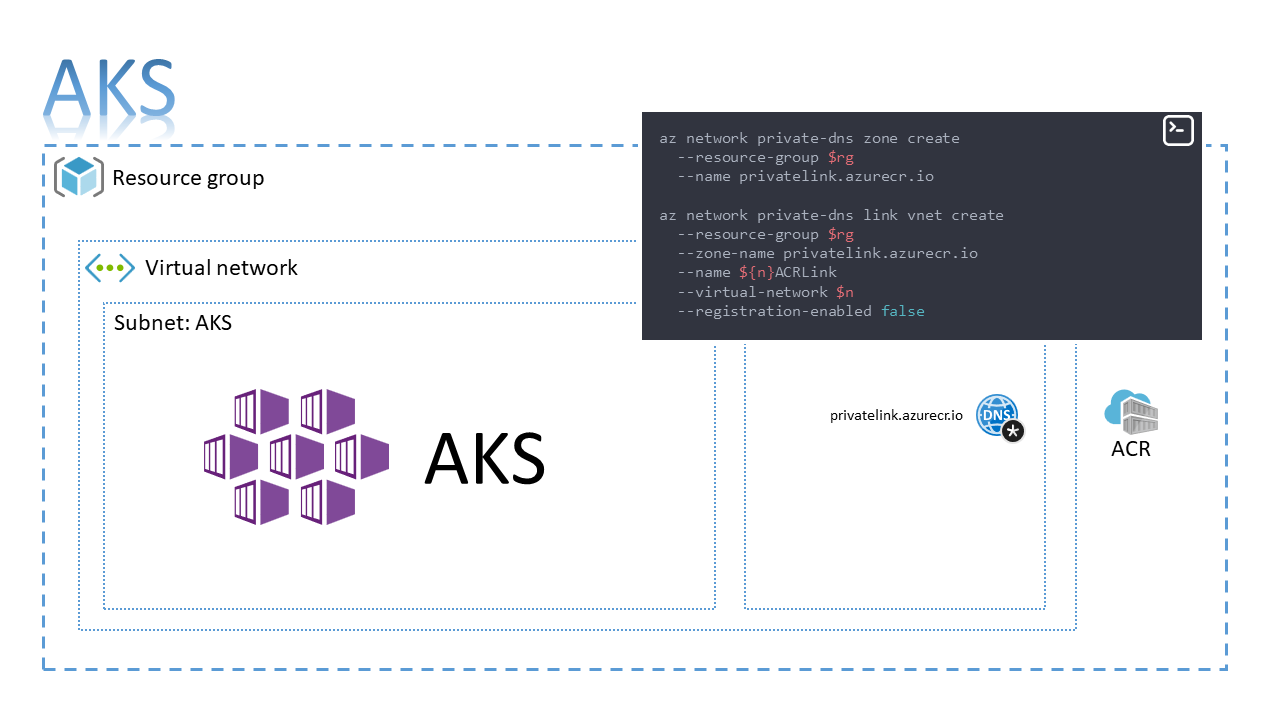 AKS
az network private-dns zone create
--resource-group $rg
--name privatelink.azurecr.io
az network private-dns link vnet create
--resource-group $rg
--zone-name privatelink.azurecr.io
--name ${n}ACRLink
--virtual-network $n
--registration-enabled false
Resource group
Virtual network
Subnet: AKS
AKS
privatelink.azurecr.io
DNS
*
ACR